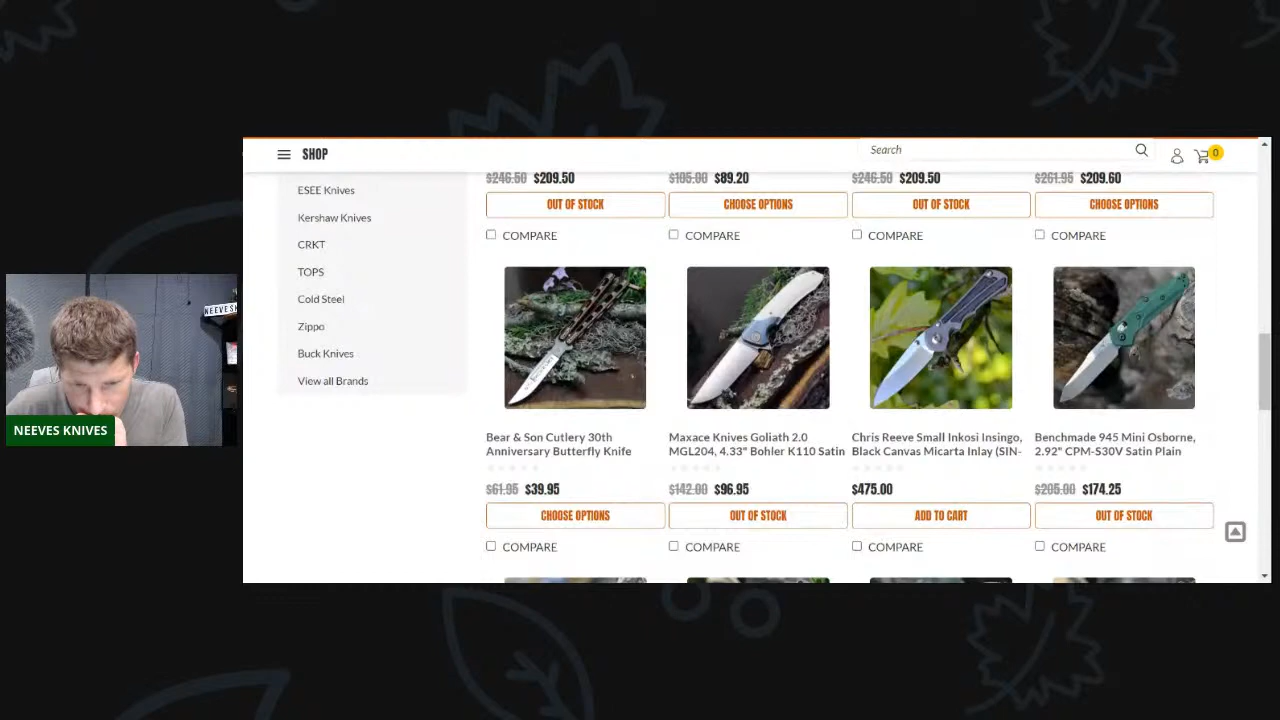 SHOP
Search
0
ESEE Knives
Kershaw Knives
CRKT
TOPS
Cold Steel
Zippo
Buck Knives
View all Brands
$246.50 $209.50
$105.00 $89.20
$246.50 $209.50
$261.95 $209.60
OUT OF STOCK
CHOOSE OPTIONS
OUT OF STOCK
CHOOSE OPTIONS
COMPARE
COMPARE
COMPARE
COMPARE
Bear & Son Cutlery 30th
Anniversary Butterfly Knife
$61.95 $39.95
CHOOSE OPTIONS
COMPARE
Maxace Knives Goliath 2.0
MGL204, 4.33" Bohler K110 Satin
$142.00 $96.95
OUT OF STOCK
COMPARE
Chris Reeve Small Inkosi Insingo,
Black Canvas Micarta Inlay (SIN-
$475.00
ADD TO CART
COMPARE
Benchmade 945 Mini Osborne,
2.92" CPM-S30V Satin Plain
$205.00 $174.25
OUT OF STOCK
COMPARE
NEEVES KNIVES